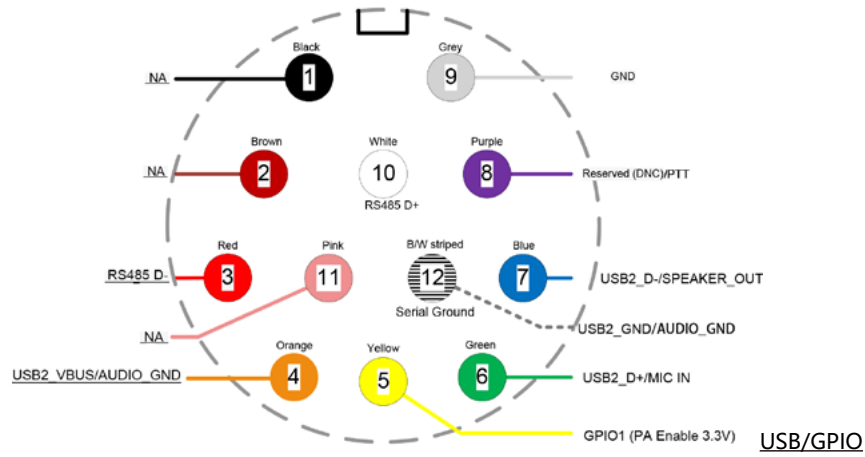 Black
Grey
NA
1
9
GND
Brown
White
Purple
NA
2
10
8
Reserved (DNC)/PTT
RS485 D+
Red
Pink
B/W striped
Blue
RS485 D-
3
11
12
7
USB2_D-/SPEAKER_OUT
Serial Ground
NA
USB2_GND/AUDIO_GND
Orange
Yellow
Green
USB2_VBUS/AUDIO_GND
4
5
6
USB2_D+/MIC IN
GPIO1 (PA Enable 3.3V)
USB/GPIO